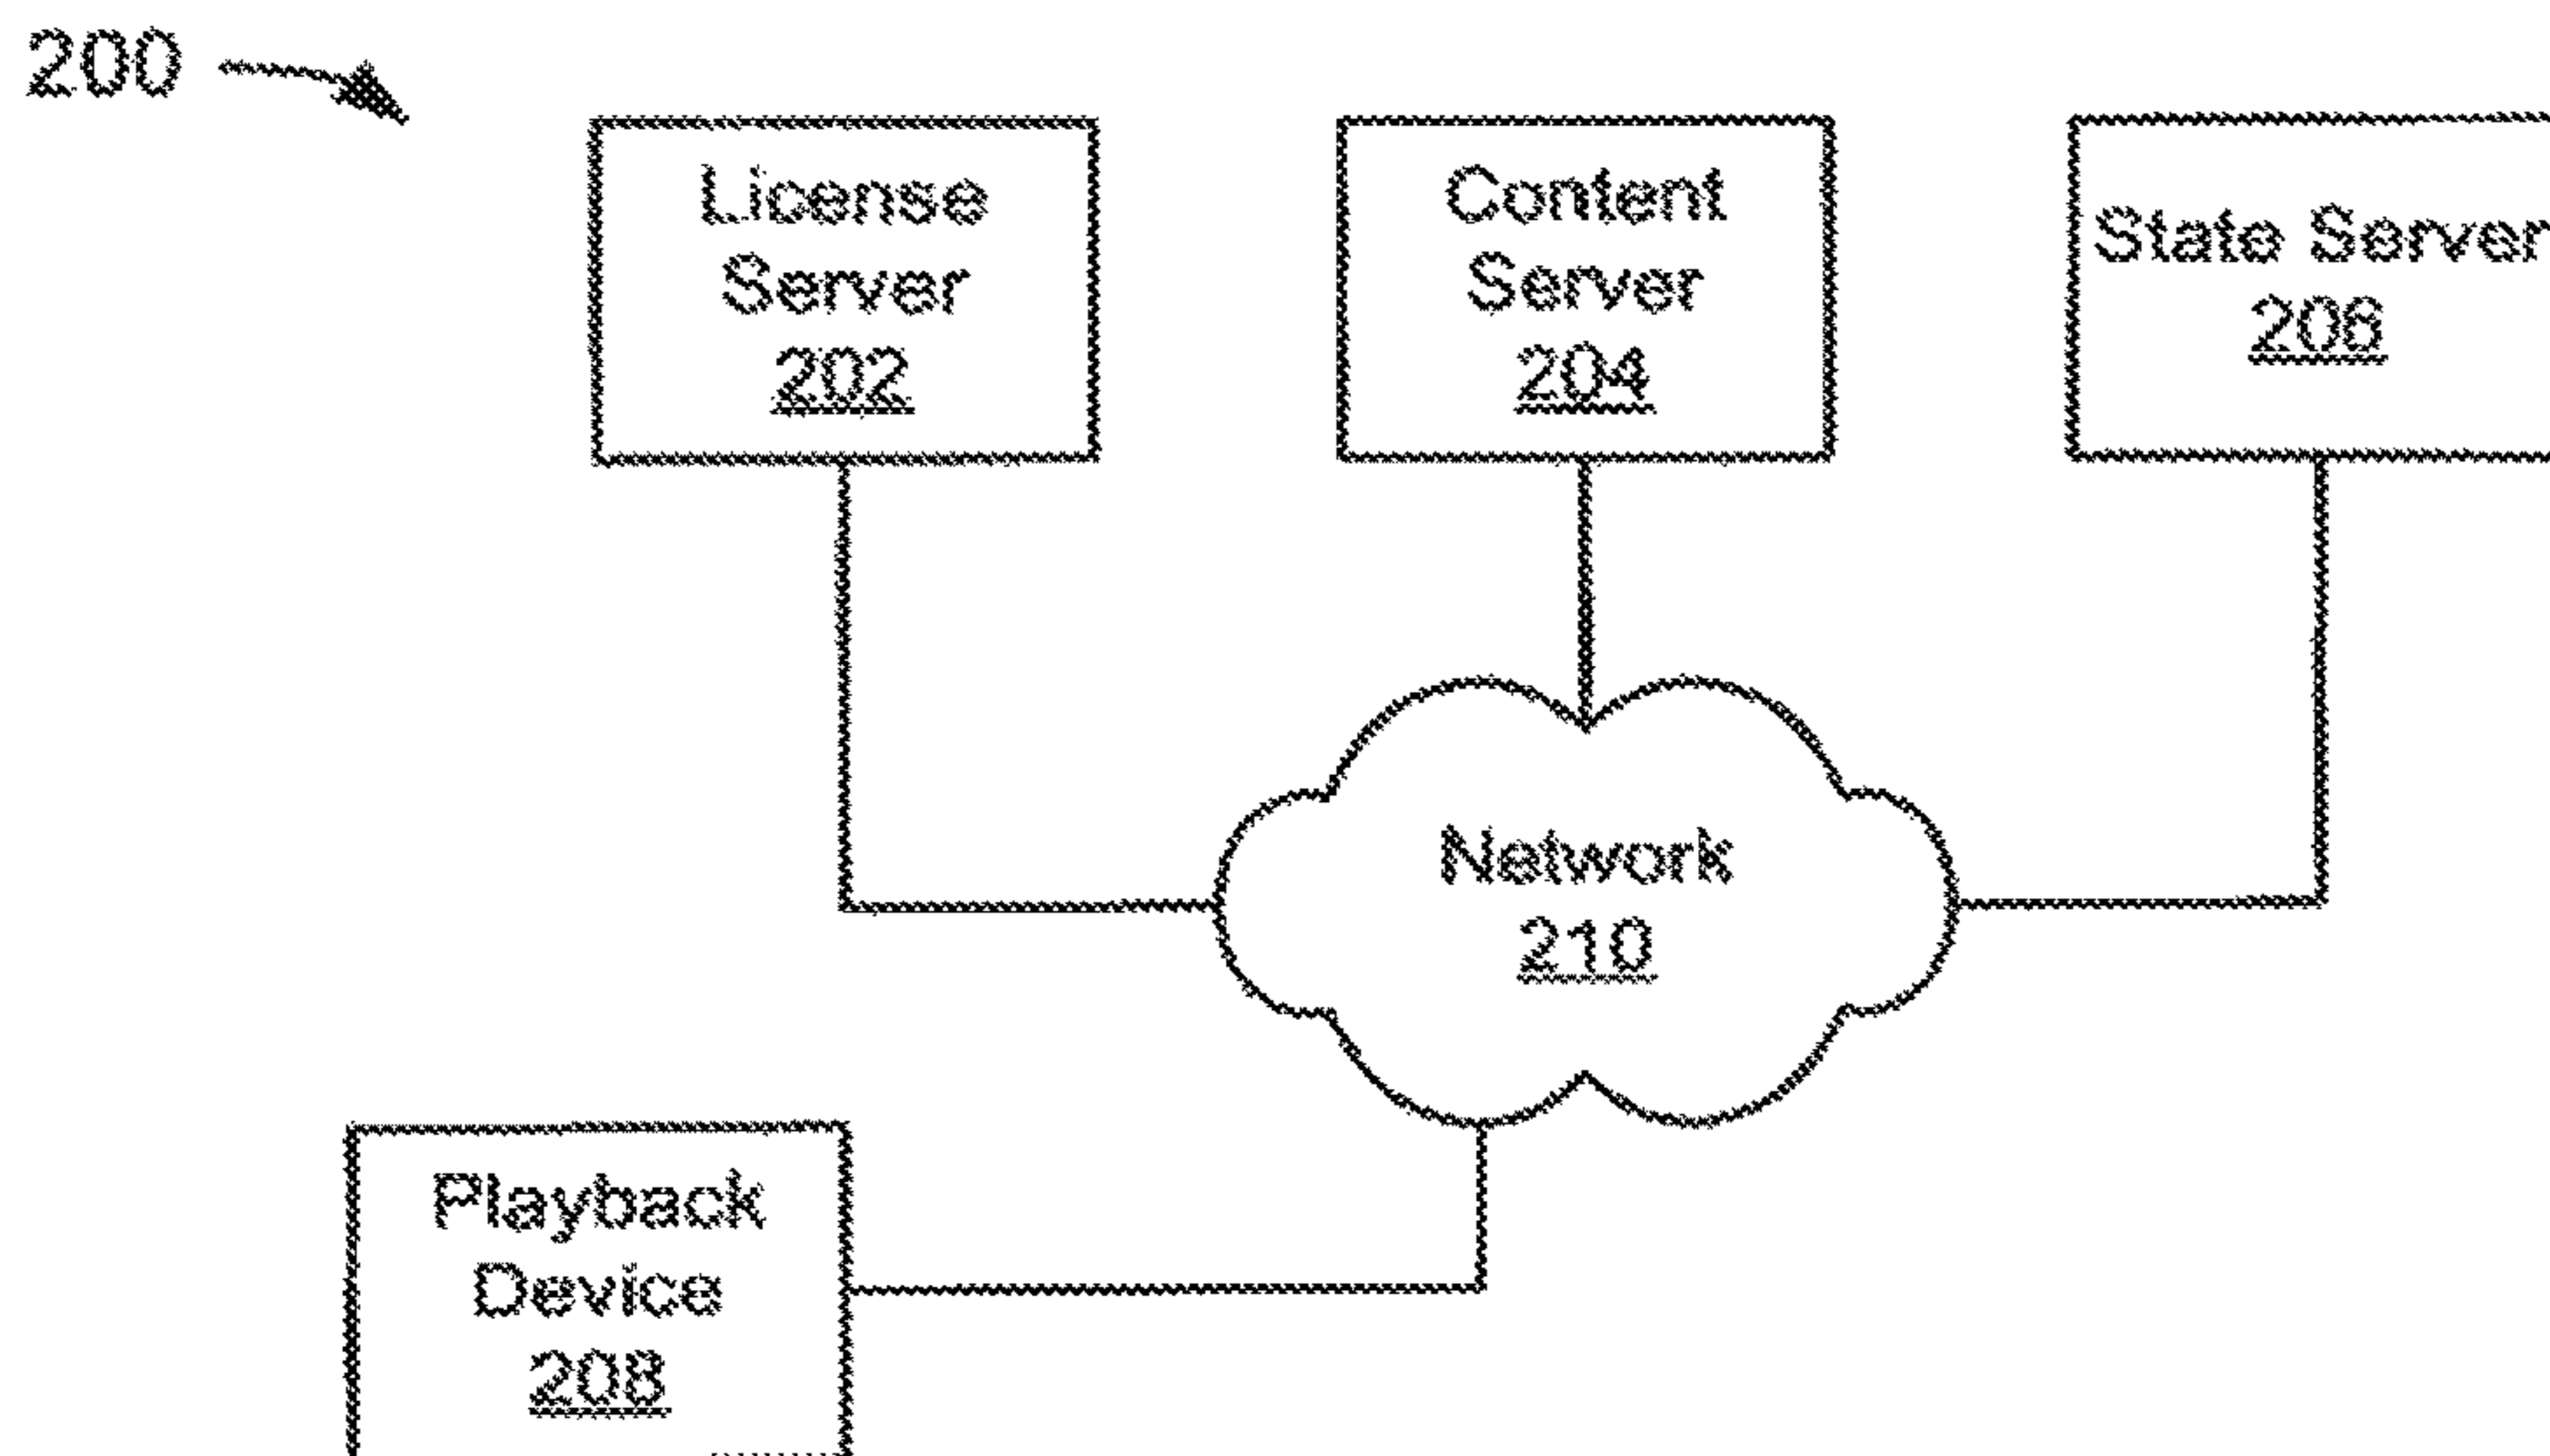 200
License
Server
202
Content
Server
204
State Server
206
Network
210
Playback
Device
208